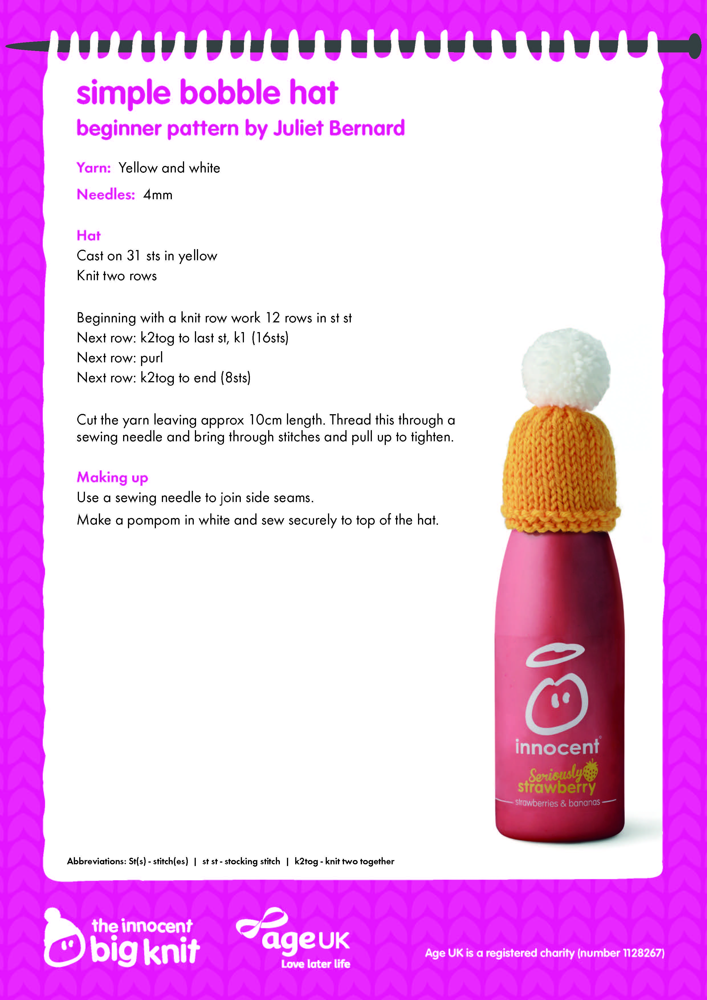 simple bobble hat
beginner pattern by Juliet Bernard
Yarn: Yellow and white
Needles: 4mm
Hat
Cast on 31 sts in yellow
Knit two rows
Beginning with a knit row work 12 rows in st st
Next row: k2tog to last st, k1 (16sts)
Next row: purl
Next row: k2tog to end (8sts)
Cut the yarn leaving approx 10cm length. Thread this through a
sewing needle and bring through stitches and pull up to tighten.
Making up
Use a sewing needle to join side seams.
Make a pompom in white and sew securely to top of the hat.
innocent
Seriously
strawberry
strawberries & bananas
Abbreviations: St(s) - stitch(es) | st st - stocking stitch | k2tog - knit two together
the innocent
big knit
age UK
Love later life
Age UK is a registered charity (number 1128267)